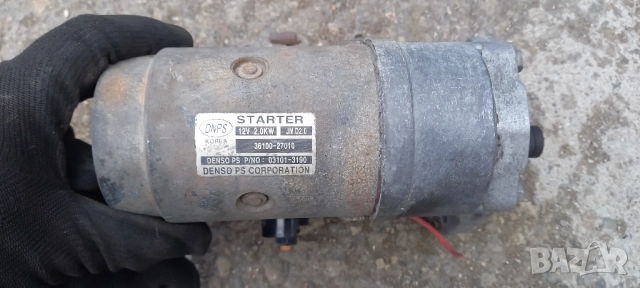 DNPS
KOREA
STARTER
12V 2.0KW JM D2.0
36100-27010
DENSO PS P/NO : 03101-3190
DENSO PS CORPORATION
BAZAR
bg